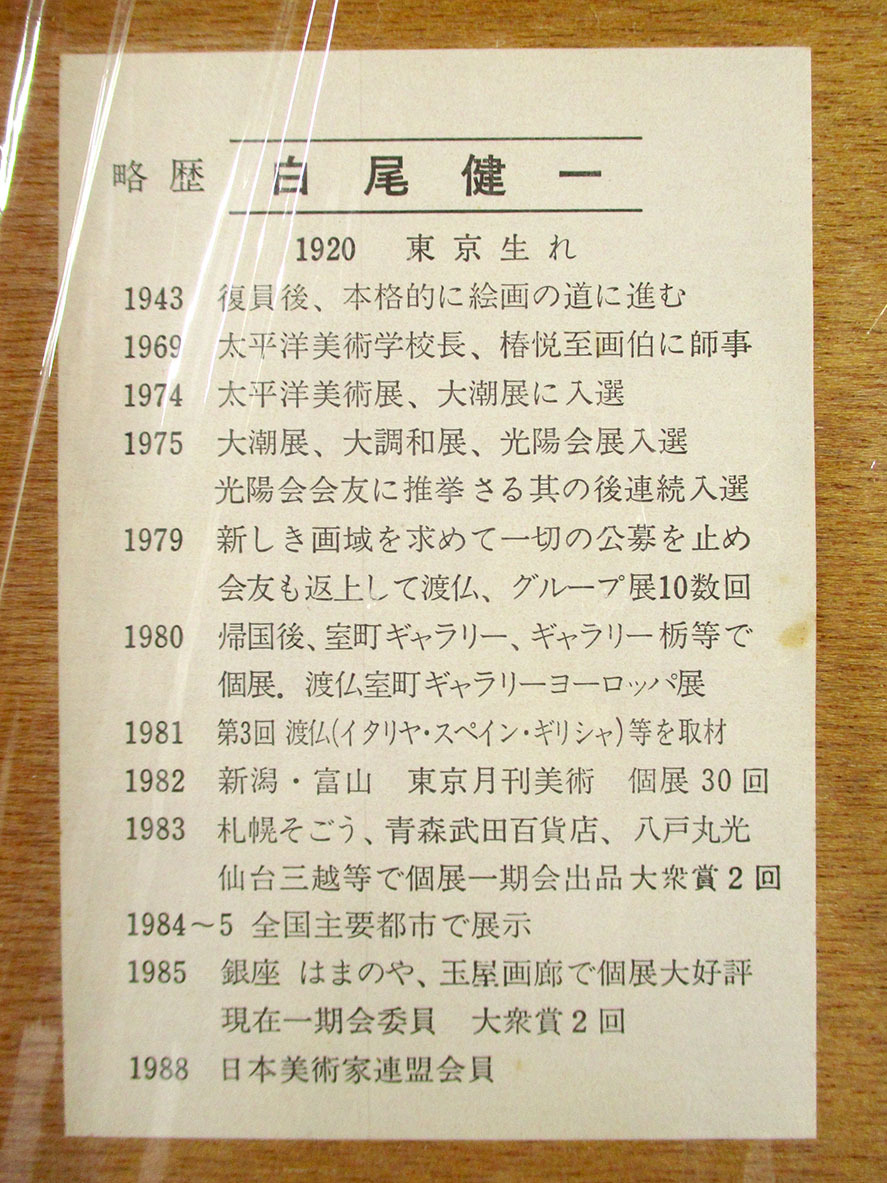 略歴 白尾健一
1920 東京生れ
1943 復員後、本格的に絵画の道に進む
1969 太平洋美術学校長、椿悦至画伯に師事
1974 太平洋美術展、大潮展に入選
1975 大潮展、大調和展、光陽会展入選
光陽会会友に推挙さる其の後連続入選
1979 新しき画域を求めて一切の公募を止め
会友も返上して渡仏、グループ展10数回
1980 帰国後、室町ギャラリー、ギャラリー栃等で
個展．渡仏室町ギャラリーヨーロッパ展
1981 第3回 渡仏(イタリヤ・スペイン・ギリシャ)等を取材
1982 新潟・富山 東京月刊美術 個展30回
1983 札幌そごう、青森武田百貨店、八戸丸光
仙台三越等で個展一期会出品大衆賞2回
1984～5 全国主要都市で展示
1985 銀座 はまのや、玉屋画廊で個展大好評
現在一期会委員 大衆賞2回
1988 日本美術家連盟会員